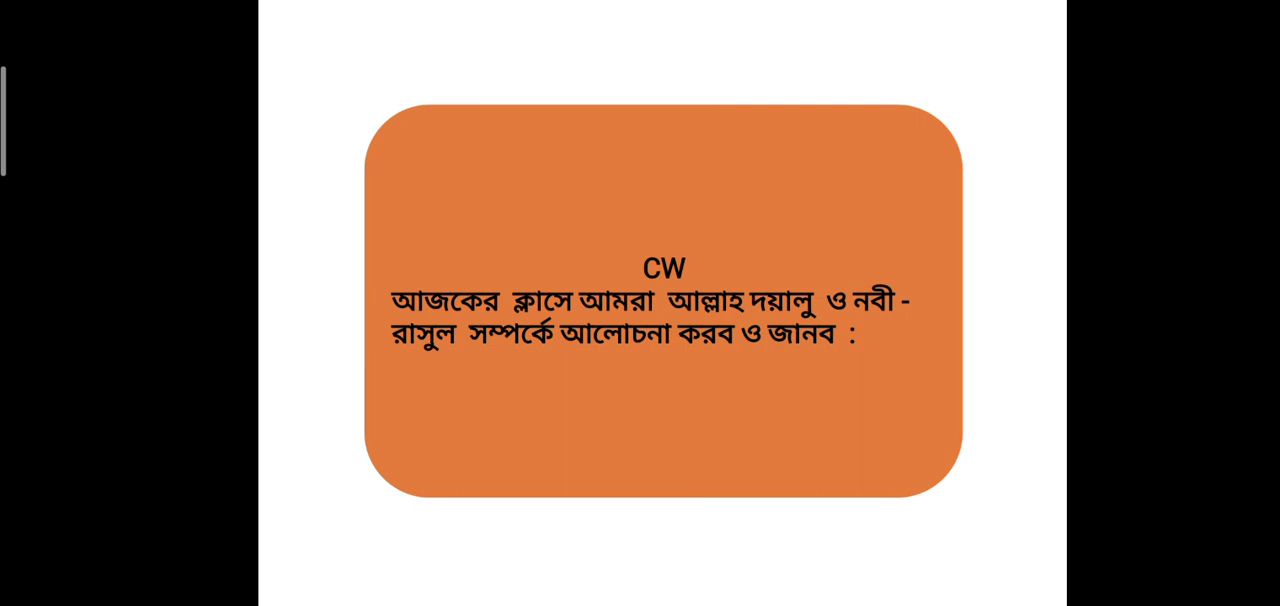 CW
আজকের ক্লাসে আমরা আল্লাহ দয়ালু ও নবী -
রাসুল সম্পর্কে আলোচনা করব ও জানব :